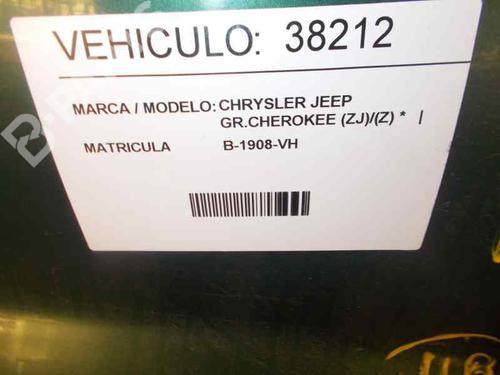 VEHICULO: 38212
MARCA / MODELO: CHRYSLER JEEP
GR.CHEROKEE (ZJ)/(Z) * |
MATRICULA B-1908-VH